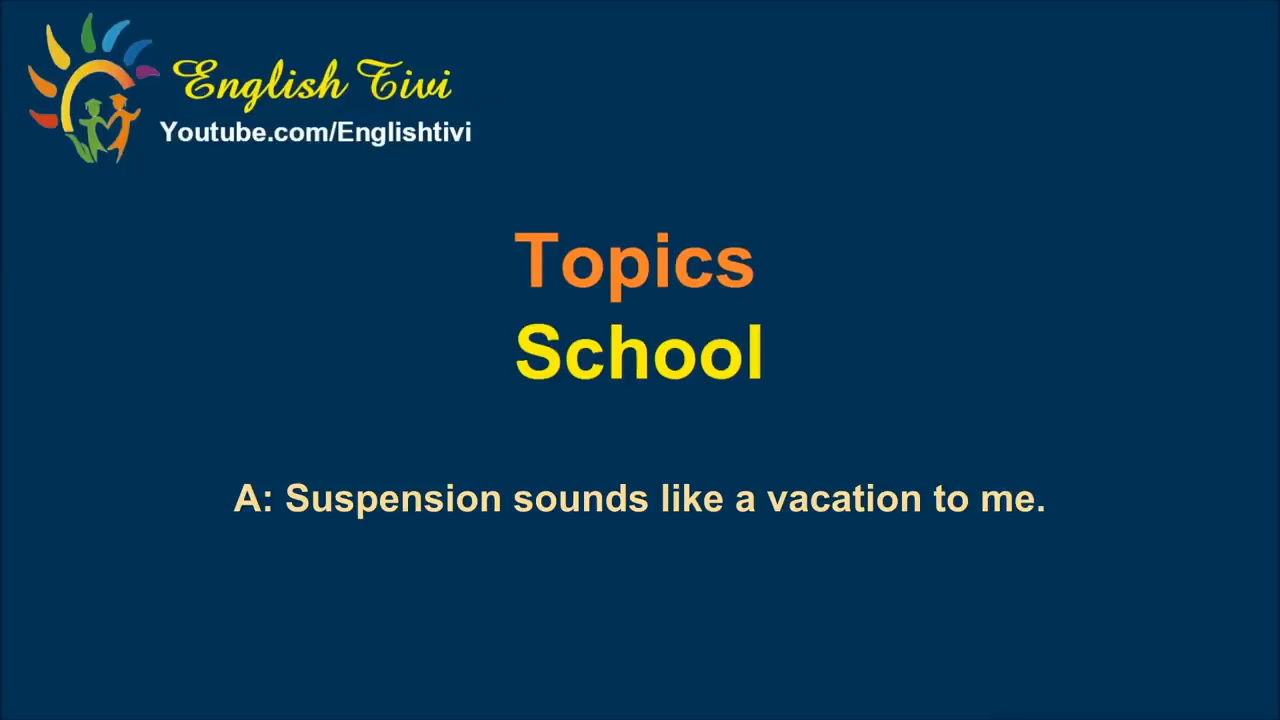 English Tivi
Youtube.com/Englishtivi
Topics
School
A: Suspension sounds like a vacation to me.